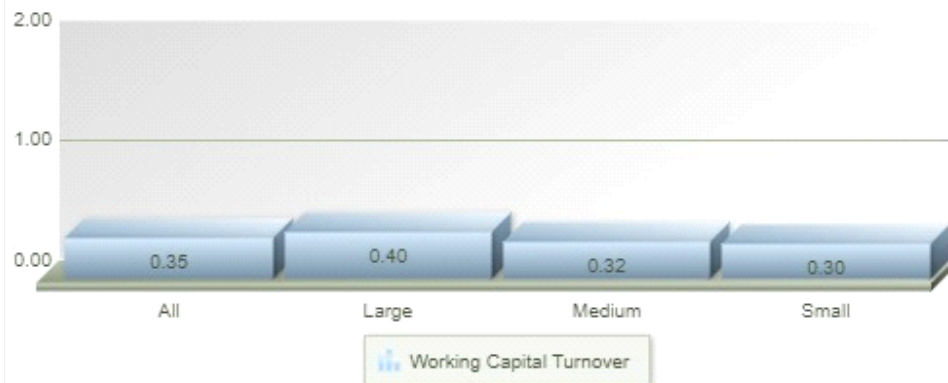 2.00
1.00
0.00
0.35
0.40
0.32
0.30
All
Large
Medium
Small
Working Capital Turnover